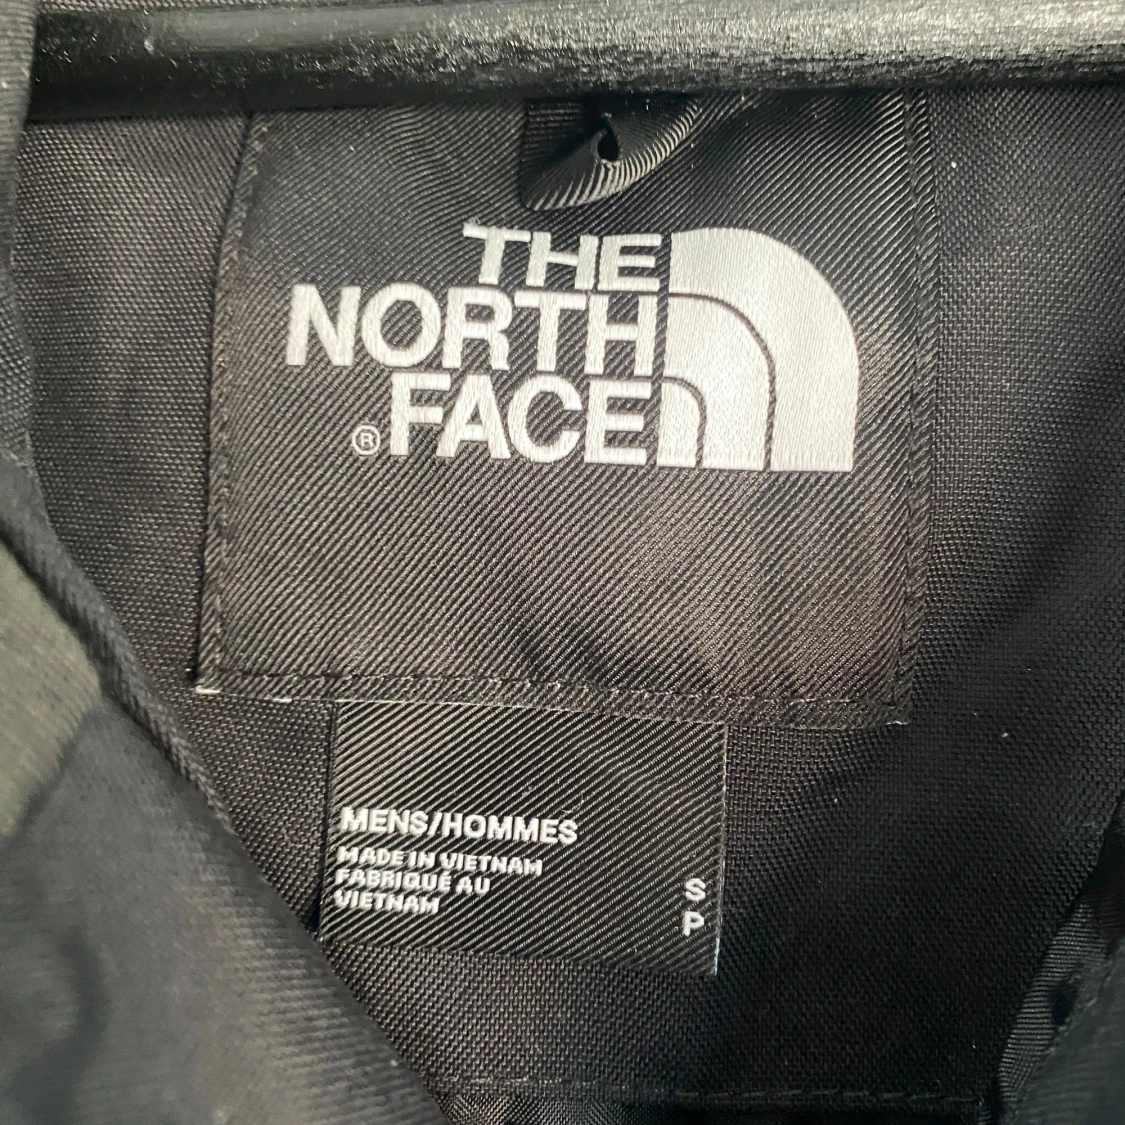 THE
NORTH
FACE
®
MENS/HOMMES
MADE IN VIETNAM
FABRIQUÉ AU
VIETNAM
S
P